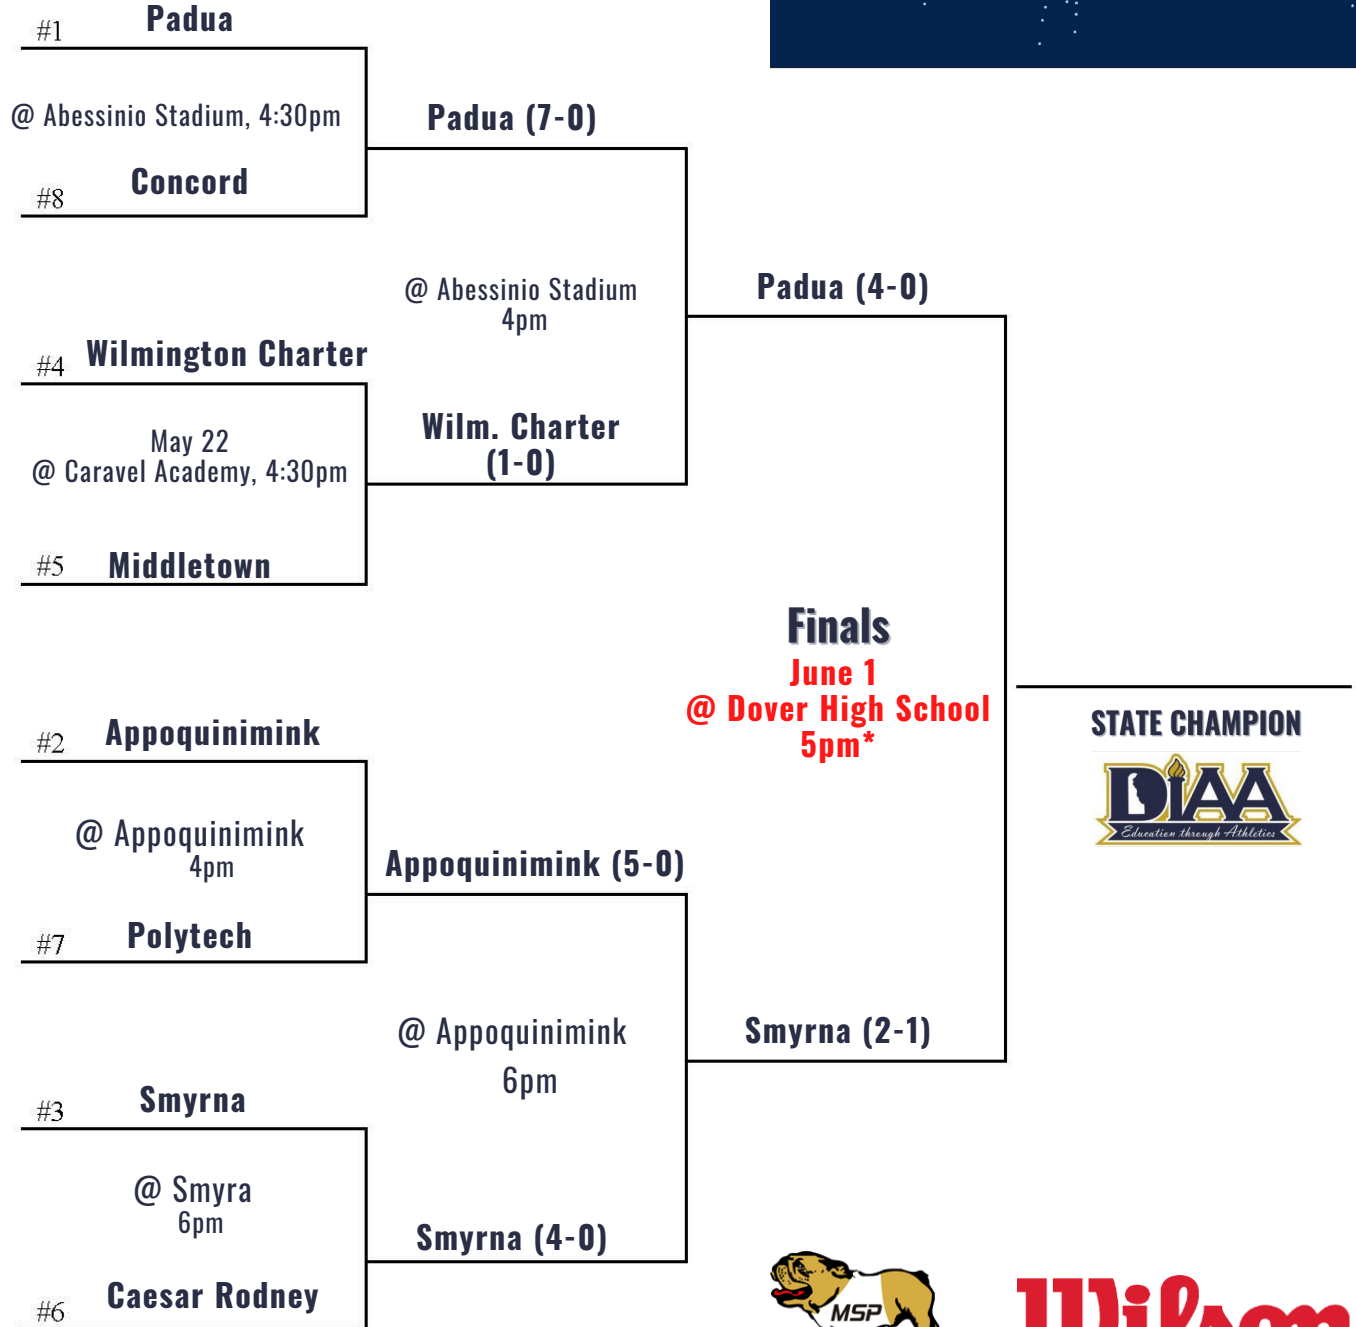 #1 Padua
@ Abessinio Stadium, 4:30pm
#8 Concord
Padua (7-0)
#4 Wilmington Charter
May 22
@ Caravel Academy, 4:30pm
#5 Middletown
Wilm. Charter
(1-0)
@ Abessinio Stadium
4pm
Padua (4-0)
#2 Appoquinimink
@ Appoquinimink
4pm
#7 Polytech
Appoquinimink (5-0)
#3 Smyrna
@ Smyra
6pm
#6 Caesar Rodney
Smyrna (4-0)
@ Appoquinimink
6pm
Smyrna (2-1)
Finals
June 1
@ Dover High School
5pm*
STATE CHAMPION
DIAA
Education through Athletics
MSP
Wilson